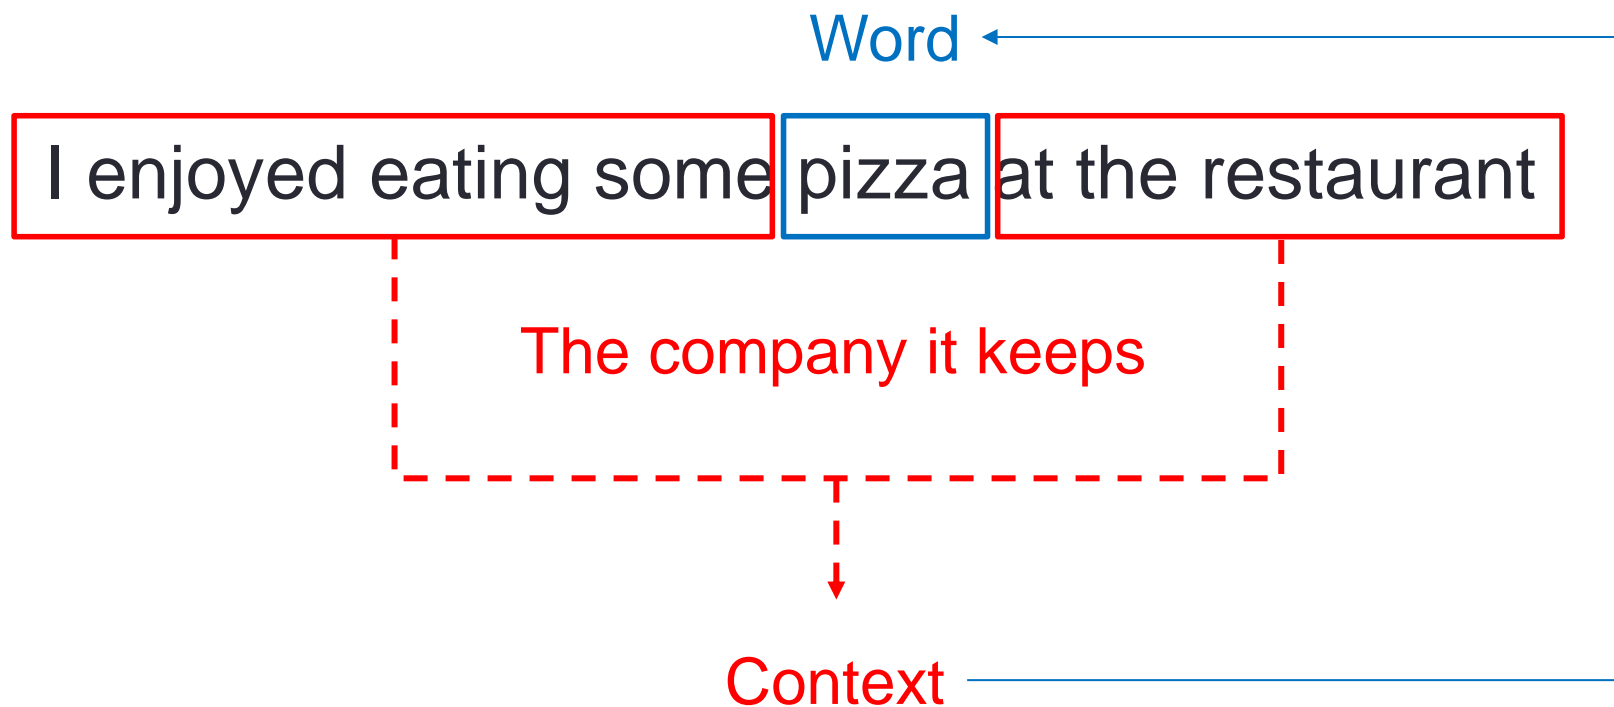 Word
I enjoyed eating some pizza at the restaurant
The company it keeps
Context